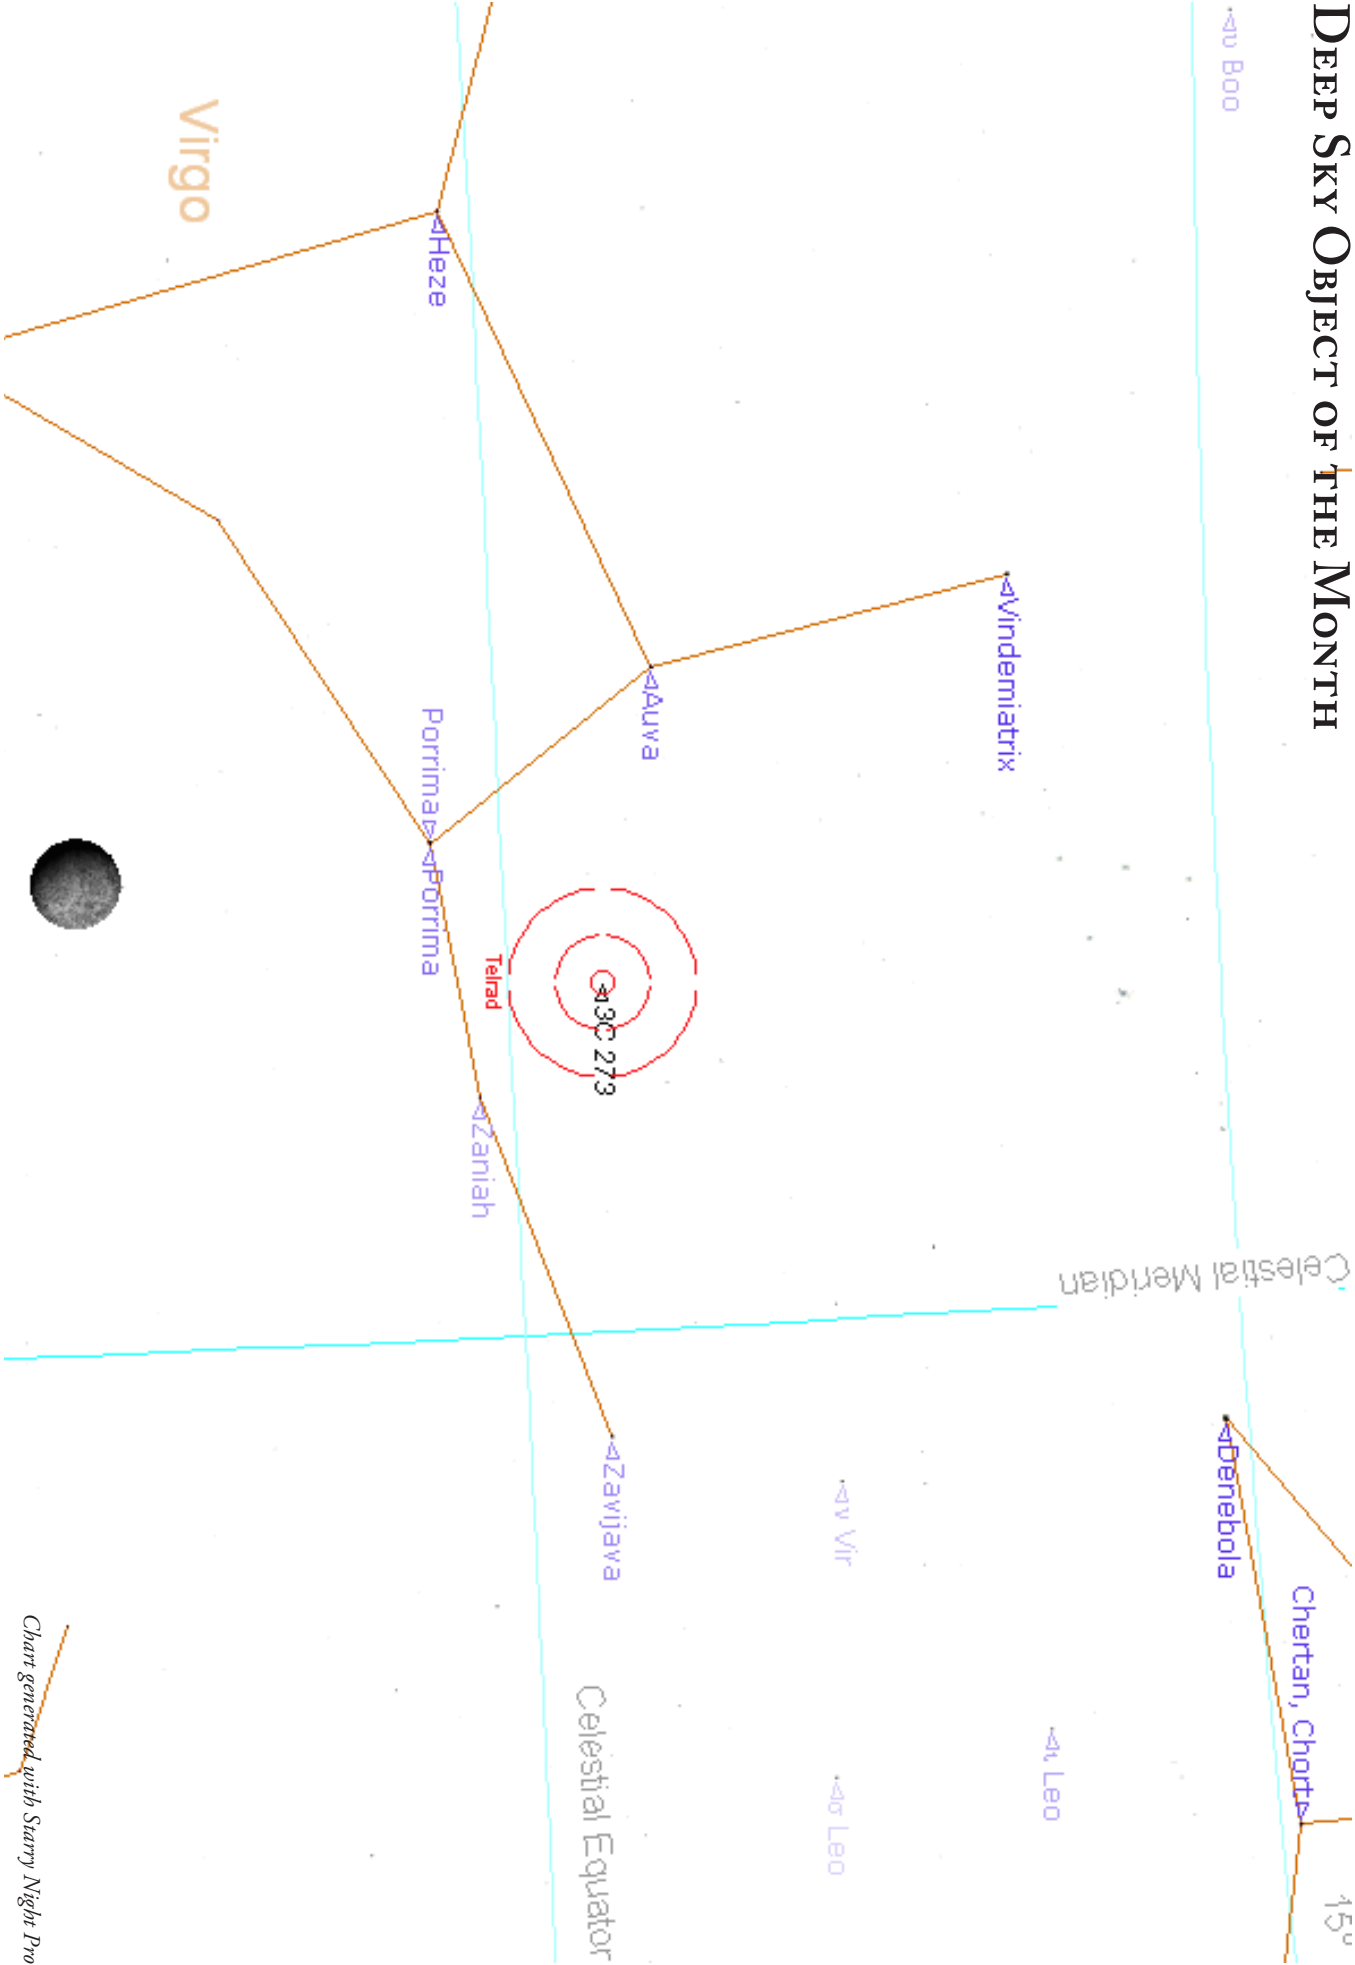 DEEP SKY OBJECT OF THE MONTH
υ Boo
Virgo
Heze
Vindemiatrix
Auva
Porrima
Porrima
Telrad
3C 273
Zaniah
Celestial Meridian
Denebola
Zavijava
ν Vir
Chertan, Chort
ι Leo
σ Leo
Celestial Equator
15°
Chart generated with Starry Night Pro